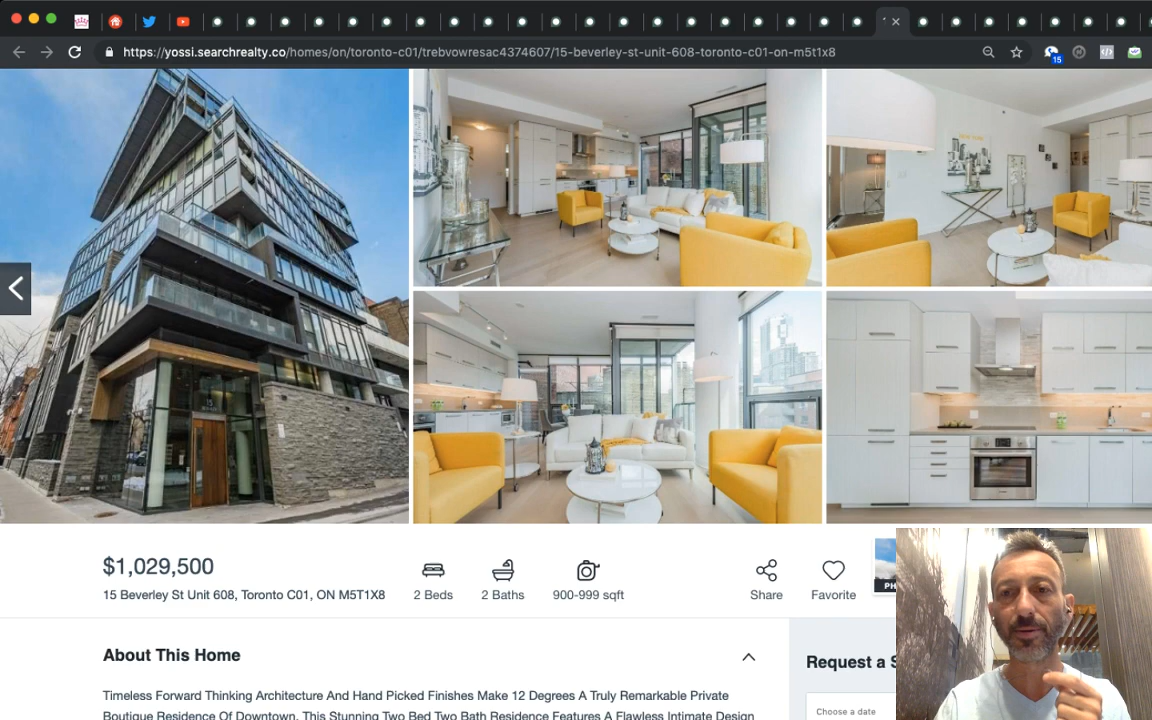 https://yossi.searchrealty.co/homes/on/toronto-c01/trebvowresac4374607/15-beverley-st-unit-608-toronto-c01-on-m5t1x8
15
$1,029,500
15 Beverley St Unit 608, Toronto C01, ON M5T1X8
2 Beds
2 Baths
900-999 sqft
Share
Favorite
PH
About This Home
Timeless Forward Thinking Architecture And Hand Picked Finishes Make 12 Degrees A Truly Remarkable Private
Boutique Residence Of Downtown. This Stunning Two Bed Two Bath Residence Features A Flawless Intimate Design
Request a S
Choose a date